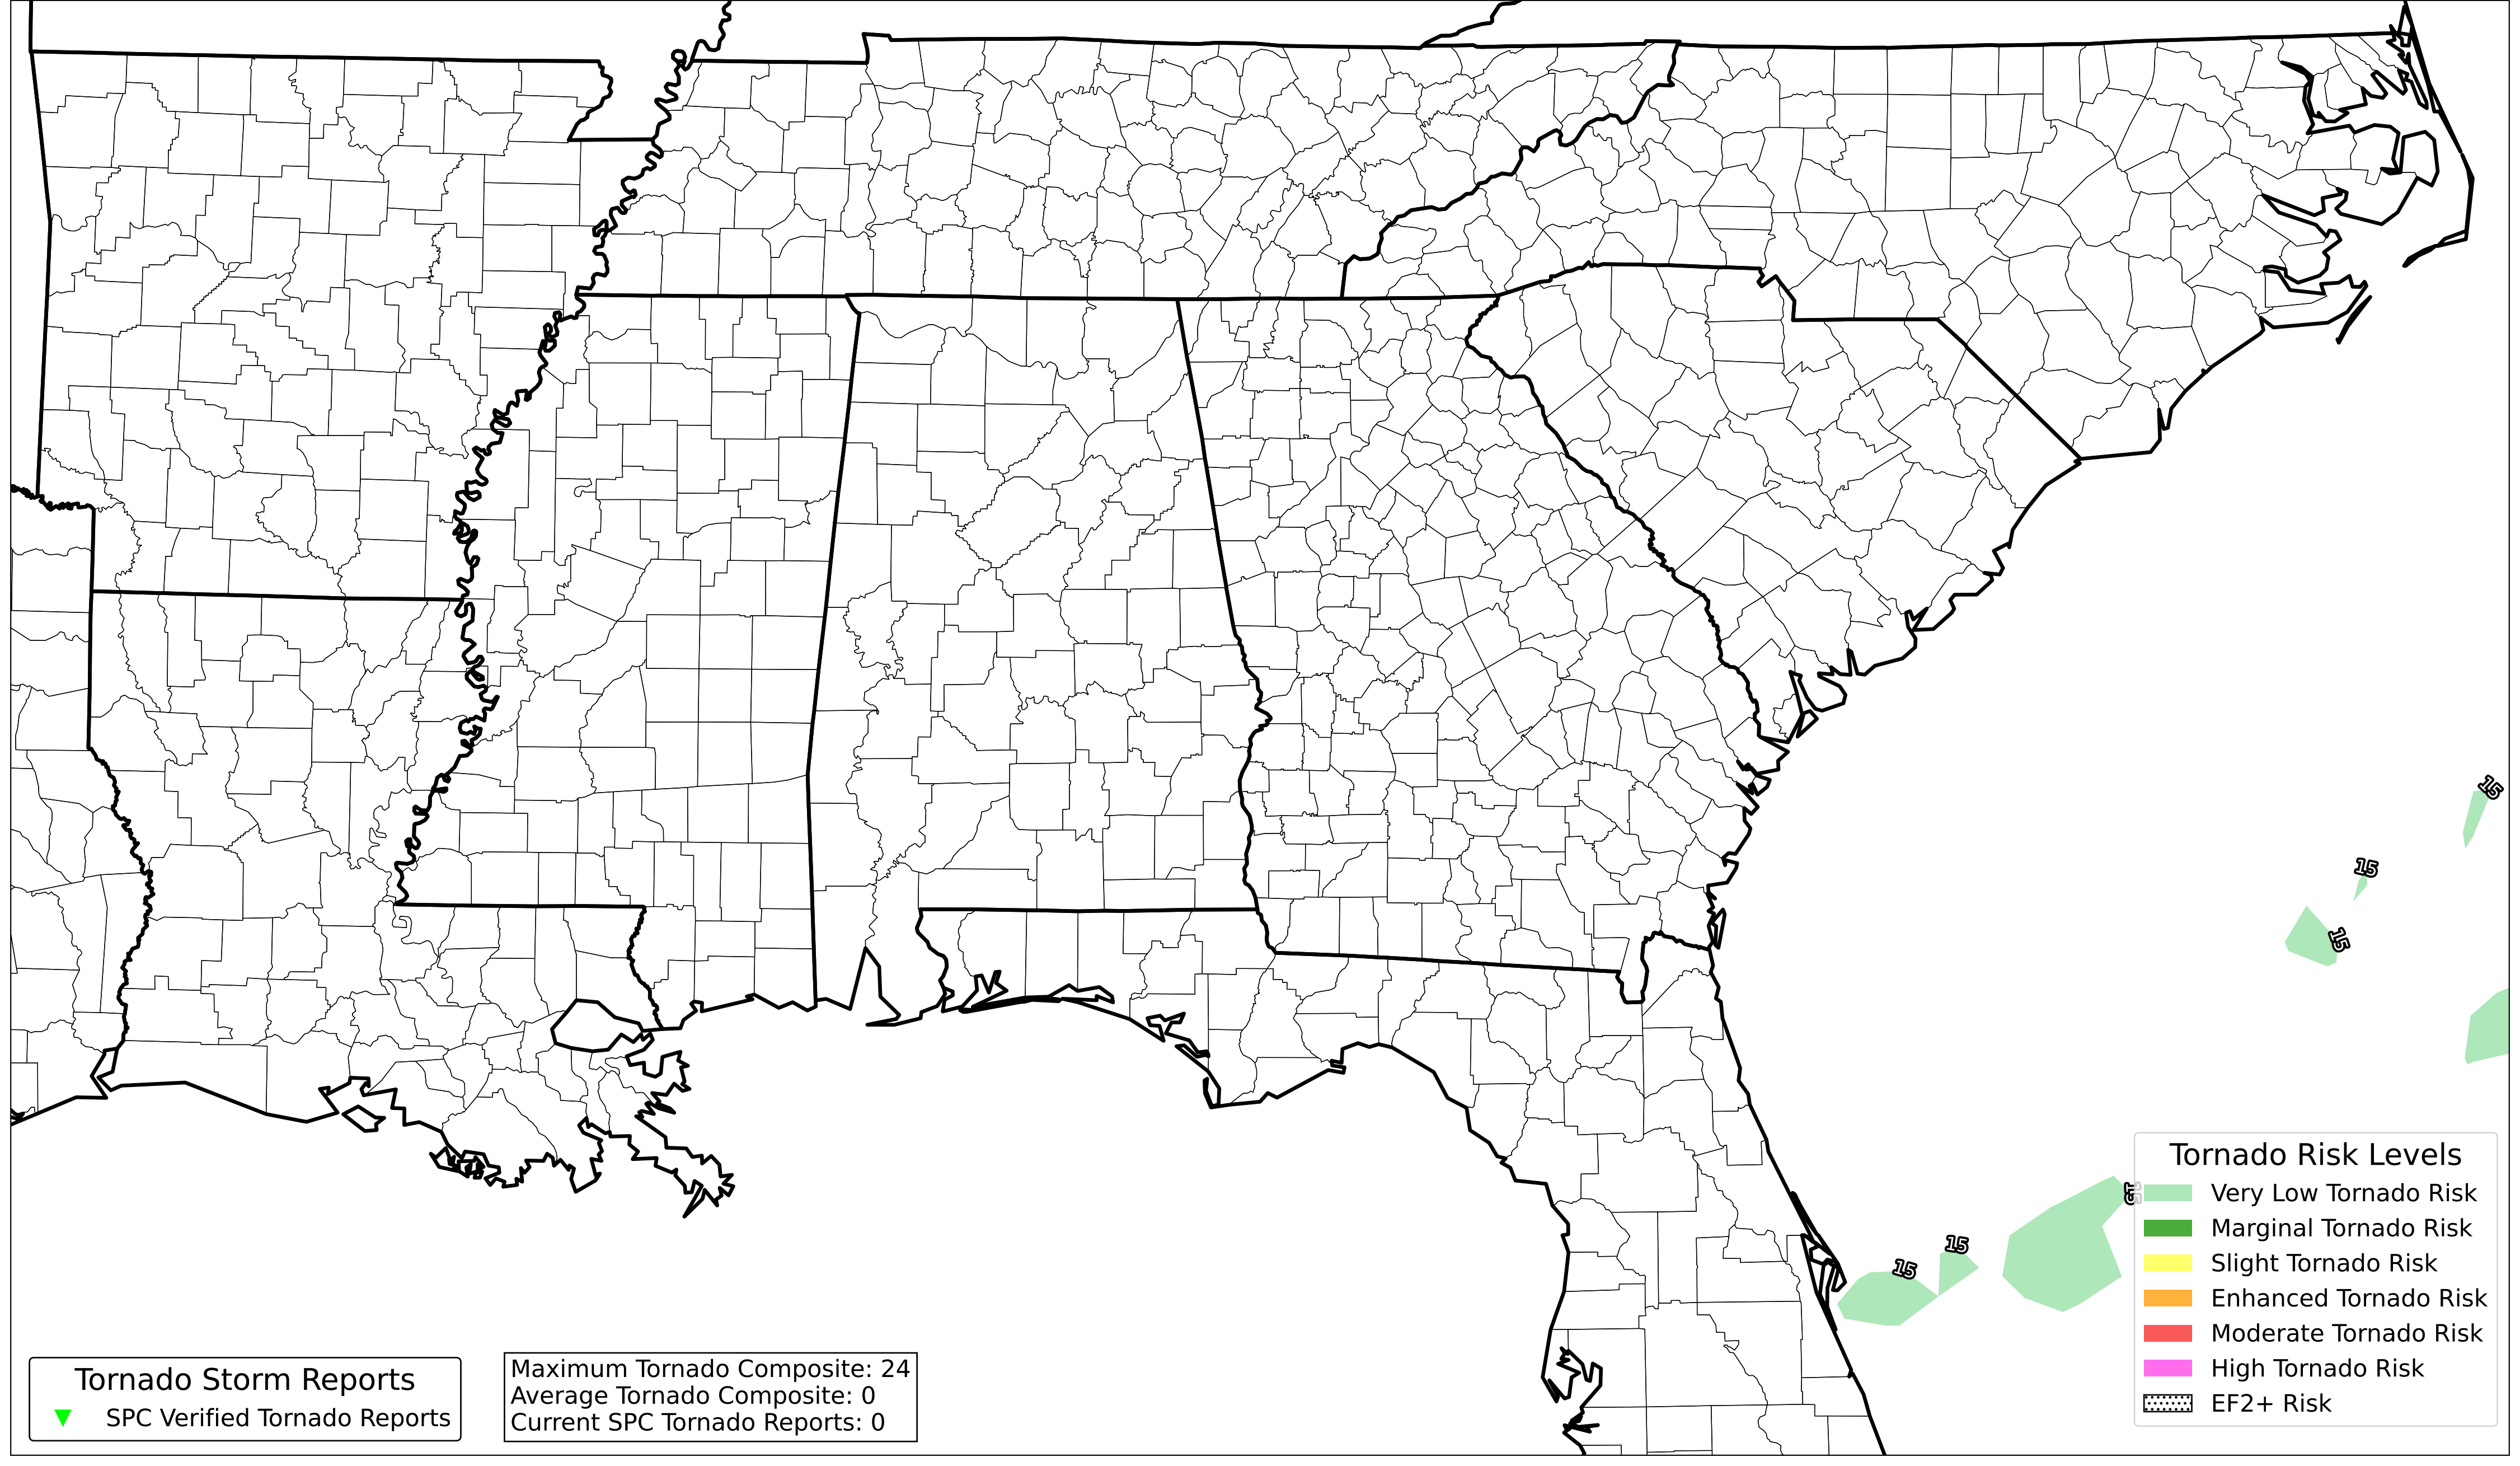 15
15
15
15
15
15
Tornado Risk Levels
Very Low Tornado Risk
Marginal Tornado Risk
Slight Tornado Risk
Enhanced Tornado Risk
Moderate Tornado Risk
High Tornado Risk
EF2+ Risk
Tornado Storm Reports
SPC Verified Tornado Reports
Maximum Tornado Composite: 24
Average Tornado Composite: 0
Current SPC Tornado Reports: 0